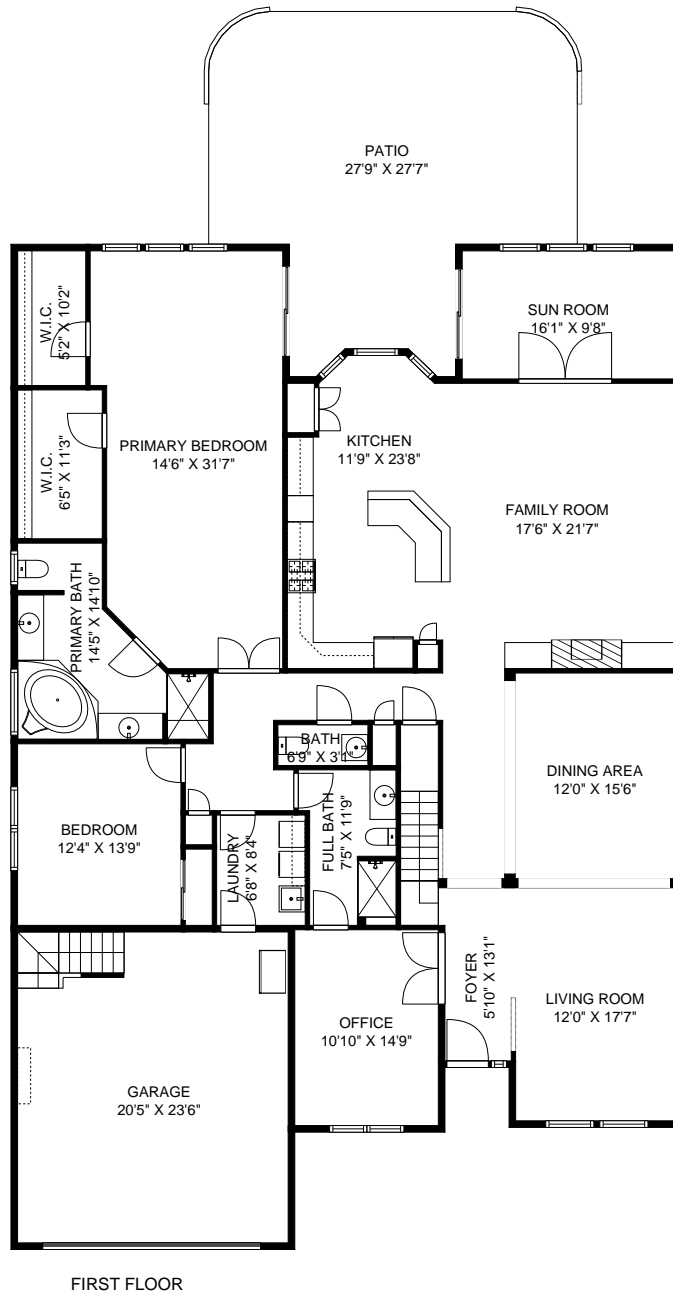 PATIO
27'9" X 27'7"
W.I.C.
5'2" X 10'2"
SUN ROOM
16'1" X 9'8"
W.I.C.
6'5" X 11'3"
PRIMARY BEDROOM
14'6" X 31'7"
KITCHEN
11'9" X 23'8"
FAMILY ROOM
17'6" X 21'7"
PRIMARY BATH
14'5" X 14'10"
BATH
6'9" X 3'1"
DINING AREA
12'0" X 15'6"
BEDROOM
12'4" X 13'9"
LAUNDRY
6'8" X 8'4"
FULL BATH
7'5" X 11'9"
FOYER
5'10" X 13'1"
LIVING ROOM
12'0" X 17'7"
OFFICE
10'10" X 14'9"
GARAGE
20'5" X 23'6"
FIRST FLOOR